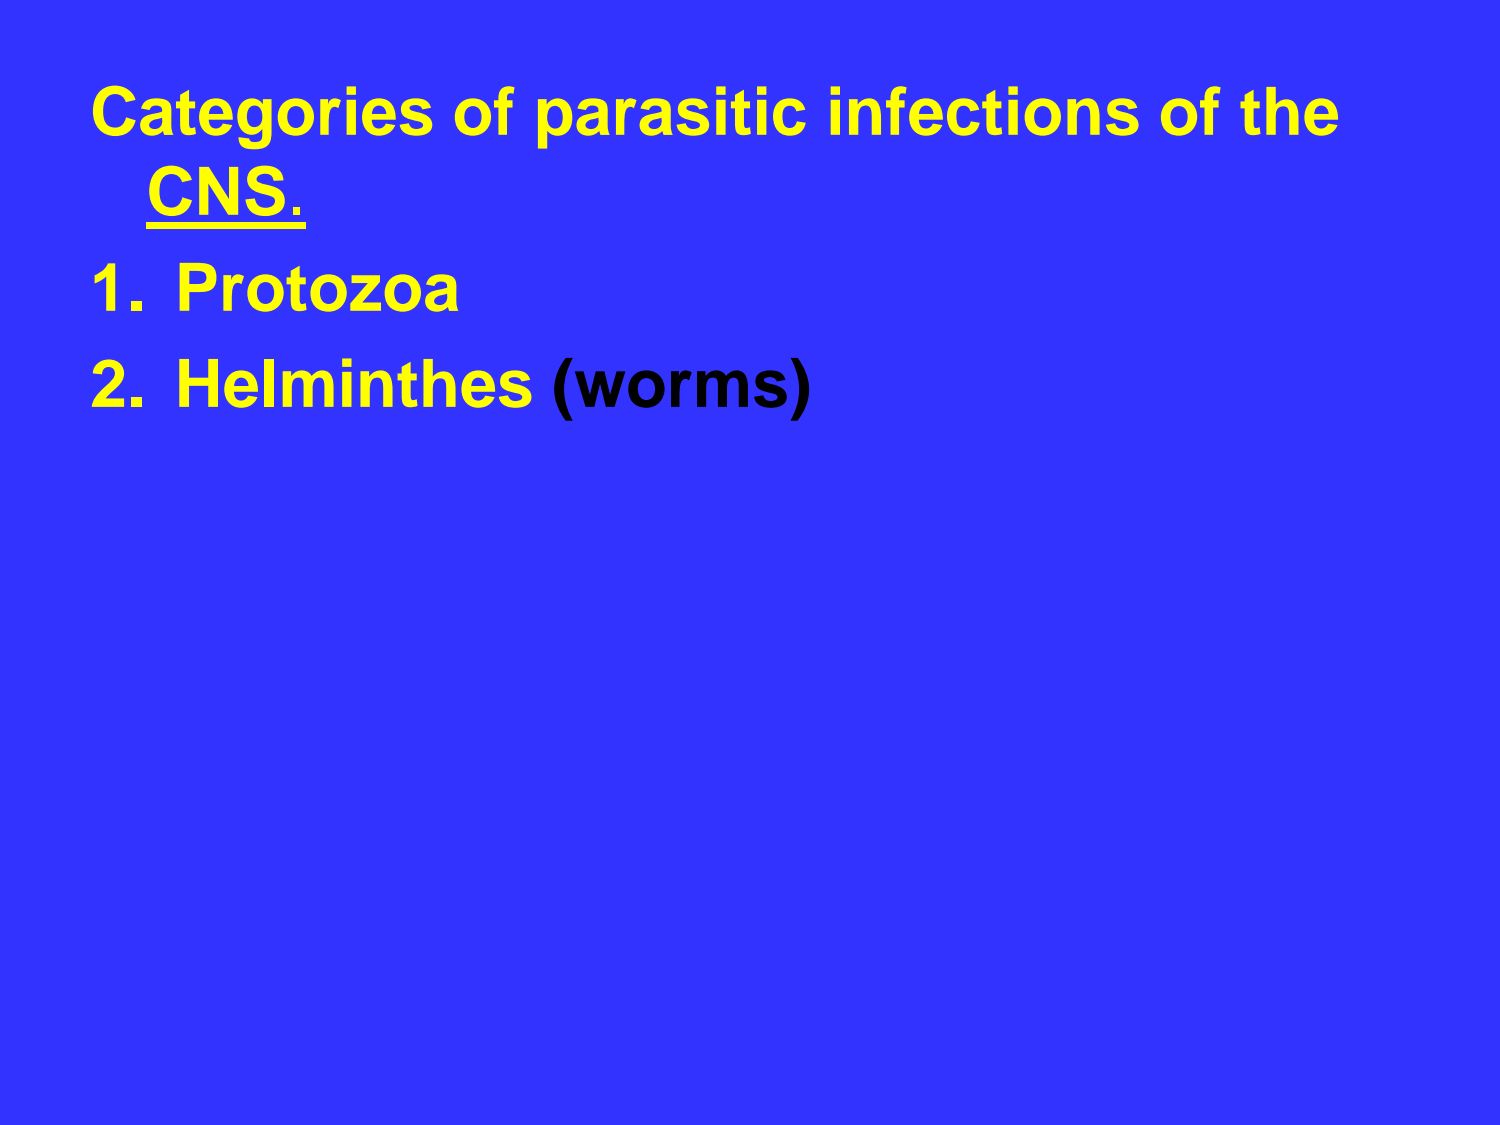 Categories of parasitic infections of the
CNS.
1. Protozoa
2. Helminthes (worms)